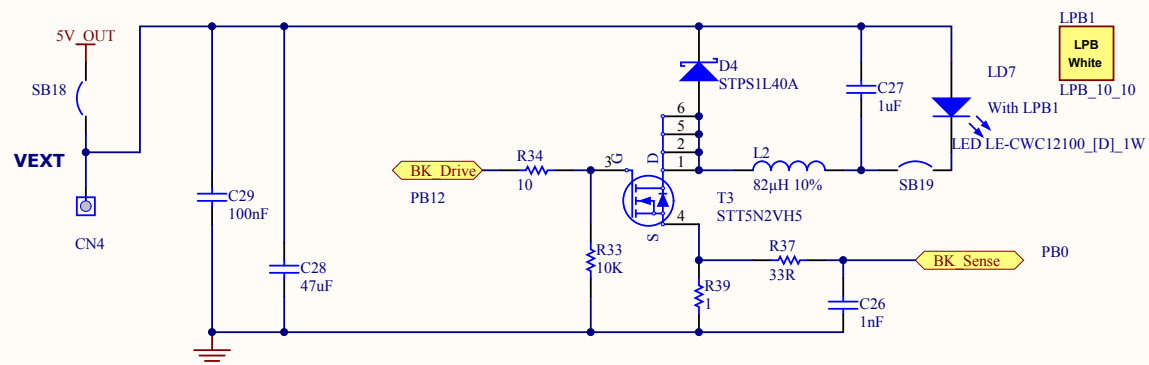 LPB1
5V_OUT
LPB
White
LPB_10_10
SB18
D4
STPS1L40A
C27
1uF
LD7
With LPB1
LED LE-CWC12100_[D]_1W
VEXT
6
5
2
1
3
G
D
S
4
BK_Drive
PB12
R34
10
L2
82µH 10%
SB19
C29
100nF
CN4
T3
STT5N2VH5
R33
10K
C28
47uF
R37
33R
BK_Sense
PB0
R39
1
C26
1nF